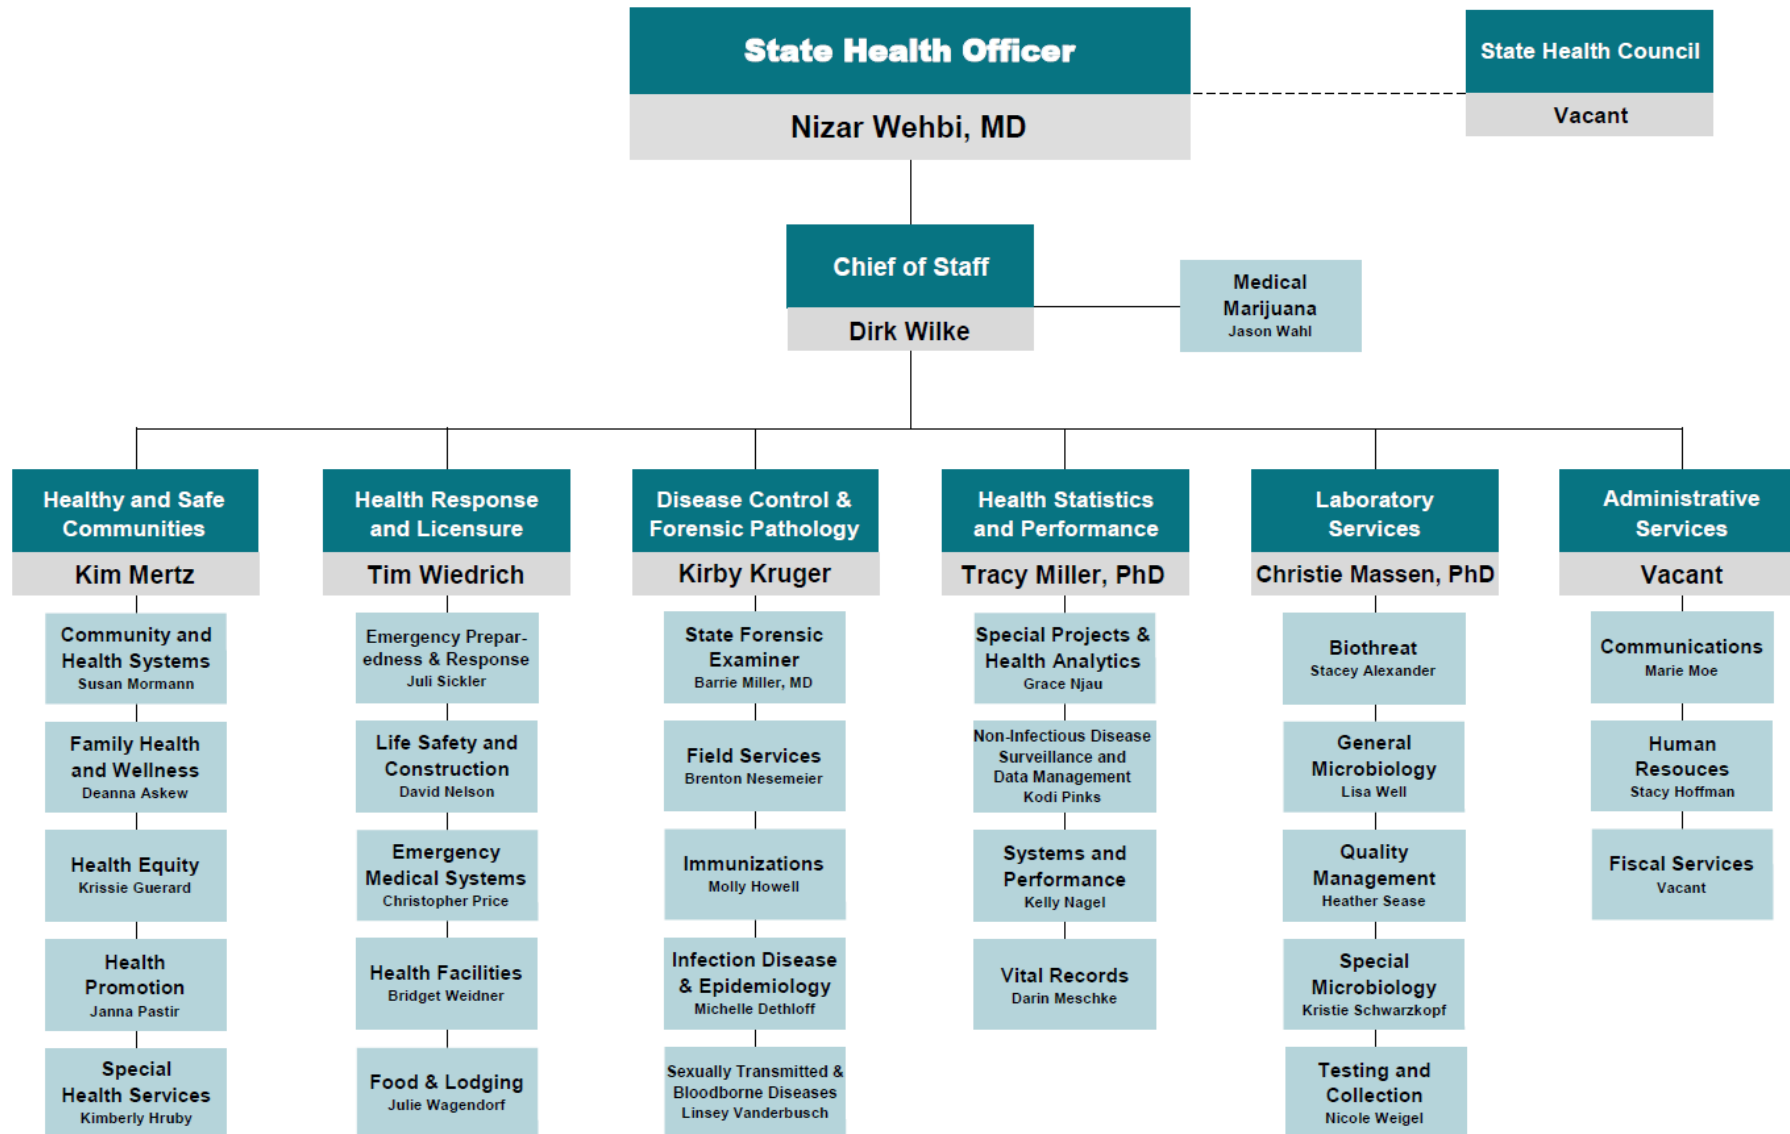 State Health Officer
Nizar Wehbi, MD
State Health Council
Vacant
Chief of Staff
Dirk Wilke
Medical
Marijuana
Jason Wahl
Healthy and Safe
Communities
Kim Mertz
Community and
Health Systems
Susan Mormann
Family Health
and Wellness
Deanna Askew
Health Equity
Krissie Guerard
Health
Promotion
Janna Pastir
Special
Health Services
Kimberly Hruby
Health Response
and Licensure
Tim Wiedrich
Emergency Prepar-
edness & Response
Juli Sickler
Life Safety and
Construction
David Nelson
Emergency
Medical Systems
Christopher Price
Health Facilities
Bridget Weidner
Food & Lodging
Julie Wagendorf
Disease Control &
Forensic Pathology
Kirby Kruger
State Forensic
Examiner
Barrie Miller, MD
Field Services
Brenton Nesemeier
Immunizations
Molly Howell
Infection Disease
& Epidemiology
Michelle Dethloff
Sexually Transmitted &
Bloodborne Diseases
Linsey Vanderbusch
Health Statistics
and Performance
Tracy Miller, PhD
Special Projects &
Health Analytics
Grace Njau
Non-Infectious Disease
Surveillance and
Data Management
Kodi Pinks
Systems and
Performance
Kelly Nagel
Vital Records
Darin Meschke
Laboratory
Services
Christie Massen, PhD
Biothreat
Stacey Alexander
General
Microbiology
Lisa Well
Quality
Management
Heather Sease
Special
Microbiology
Kristie Schwarzkopf
Testing and
Collection
Nicole Weigel
Administrative
Services
Vacant
Communications
Marie Moe
Human
Resouces
Stacy Hoffman
Fiscal Services
Vacant